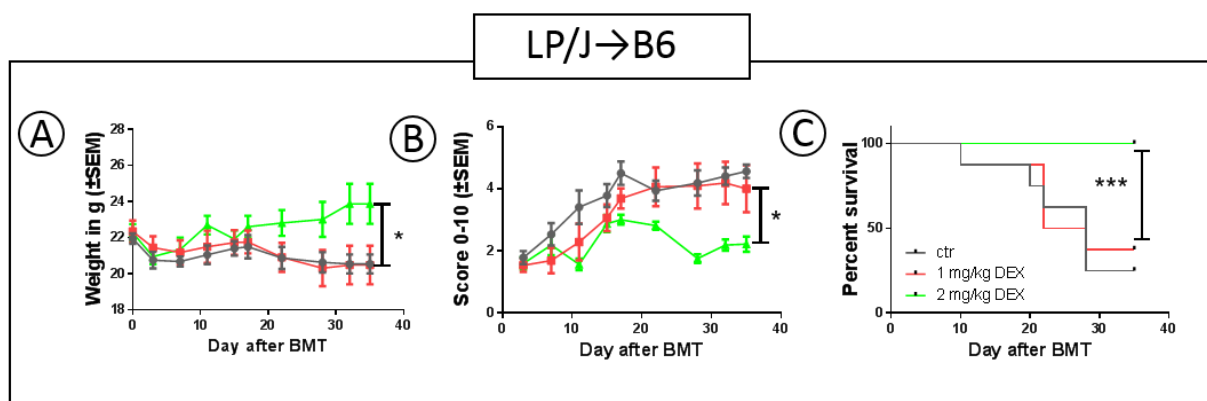 LP/J→B6
A
Weight in g (±SEM)
28
26
24
22
20
18
0
10
20
30
40
Day after BMT
*
B
Score 0-10 (±SEM)
6
4
2
0
0
10
20
30
40
Day after BMT
*
C
Percent survival
100
50
0
0
10
20
30
40
Day after BMT
***
ctr
1 mg/kg DEX
2 mg/kg DEX